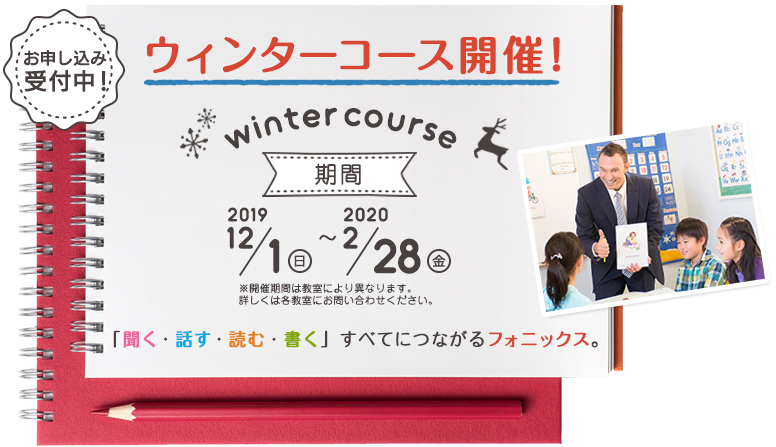 お申し込み
受付中！
ウィンターコース開催！
winter course
期間
2019
12/1(日)
～
2020
2/28(金)
※開催期間は教室により異なります。
詳しくは各教室にお問い合わせください。
「聞く・話す・読む・書く」すべてにつながるフォニックス。